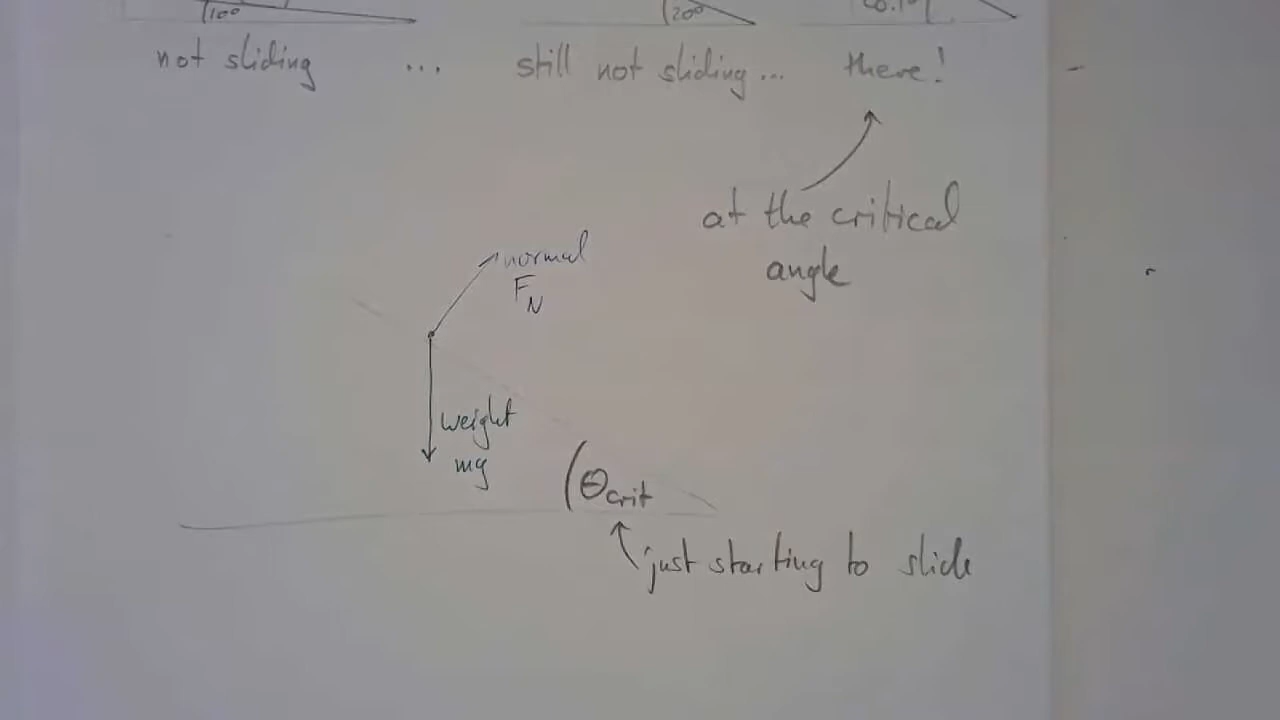 10°
20°
not sliding ... still not sliding... there!
at the critical
angle
normal
F_N
weight
mg
θcrit
just starting to slide